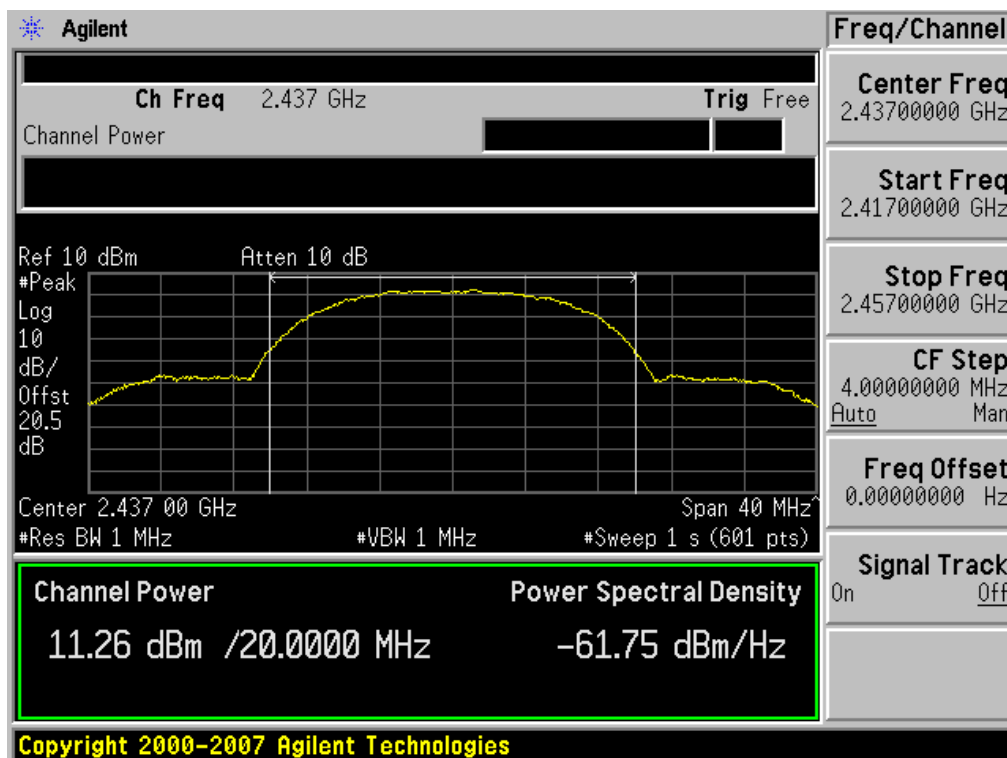 Agilent
Ch Freq 2.437 GHz Trig Free
Channel Power
Ref 10 dBm Atten 10 dB
#Peak
Log
10
dB/
Offst
20.5
dB
Center 2.437 00 GHz Span 40 MHz^
#Res BW 1 MHz #VBW 1 MHz #Sweep 1 s (601 pts)
Channel Power Power Spectral Density
11.26 dBm /20.0000 MHz -61.75 dBm/Hz
Copyright 2000-2007 Agilent Technologies
Freq/Channel
Center Freq
2.43700000 GHz
Start Freq
2.41700000 GHz
Stop Freq
2.45700000 GHz
CF Step
4.00000000 MHz
Auto Man
Freq Offset
0.00000000 Hz
Signal Track
On Off